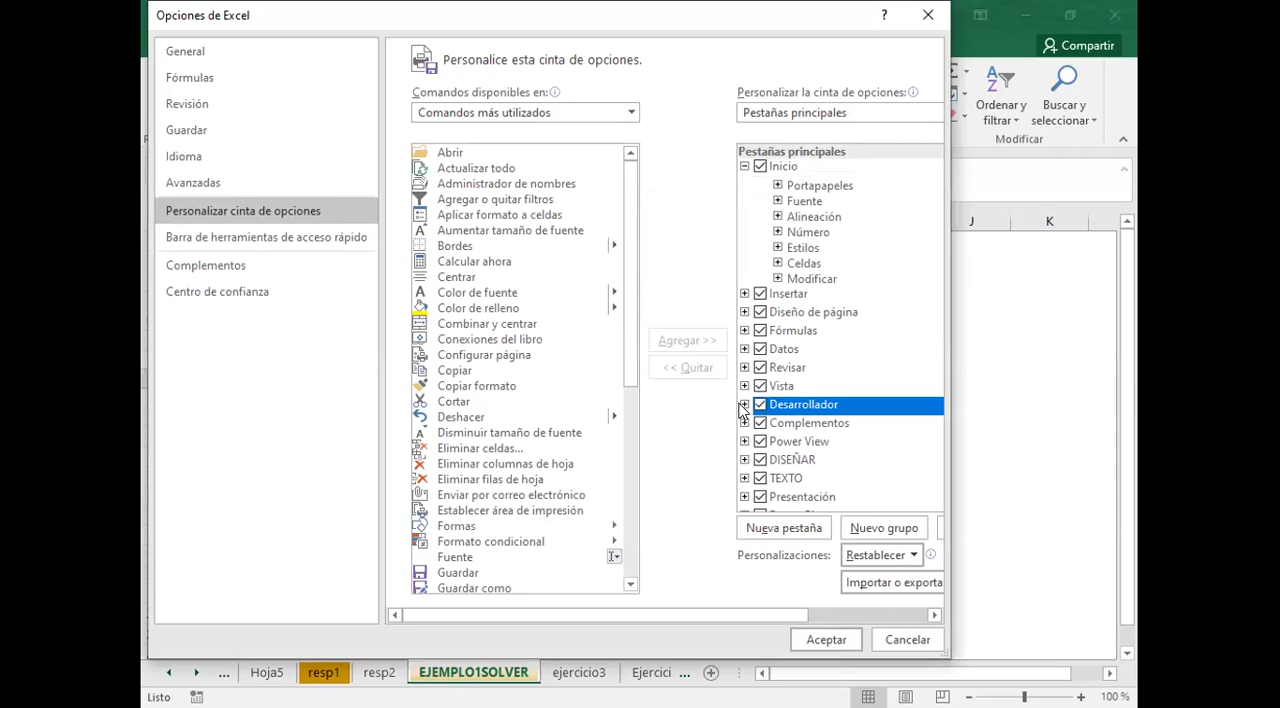 Opciones de Excel
?
Compartir
General
Fórmulas
Revisión
Guardar
Idioma
Avanzadas
Personalizar cinta de opciones
Barra de herramientas de acceso rápido
Complementos
Centro de confianza
Personalice esta cinta de opciones.
Comandos disponibles en:
Comandos más utilizados
Abrir
Actualizar todo
Administrador de nombres
Agregar o quitar filtros
Aplicar formato a celdas
Aumentar tamaño de fuente
Bordes
Calcular ahora
Centrar
Color de fuente
Color de relleno
Combinar y centrar
Conexiones del libro
Configurar página
Copiar
Copiar formato
Cortar
Deshacer
Disminuir tamaño de fuente
Eliminar celdas...
Eliminar columnas de hoja
Eliminar filas de hoja
Enviar por correo electrónico
Establecer área de impresión
Formas
Formato condicional
Fuente
Guardar
Guardar como
Agregar >>
<< Quitar
Personalizar la cinta de opciones:
Pestañas principales
Pestañas principales
Inicio
Portapapeles
Fuente
Alineación
Número
Estilos
Celdas
Modificar
Insertar
Diseño de página
Fórmulas
Datos
Revisar
Vista
Desarrollador
Complementos
Power View
DISEÑAR
TEXTO
Presentación
Nueva pestaña
Nuevo grupo
Personalizaciones:
Restablecer
Importar o exporta
Aceptar
Cancelar
Ordenar y
filtrar
Buscar y
seleccionar
Modificar
J
K
...
Hoja5
resp1
resp2
EJEMPLO1SOLVER
ejercicio3
Ejercici
...
Listo
100 %